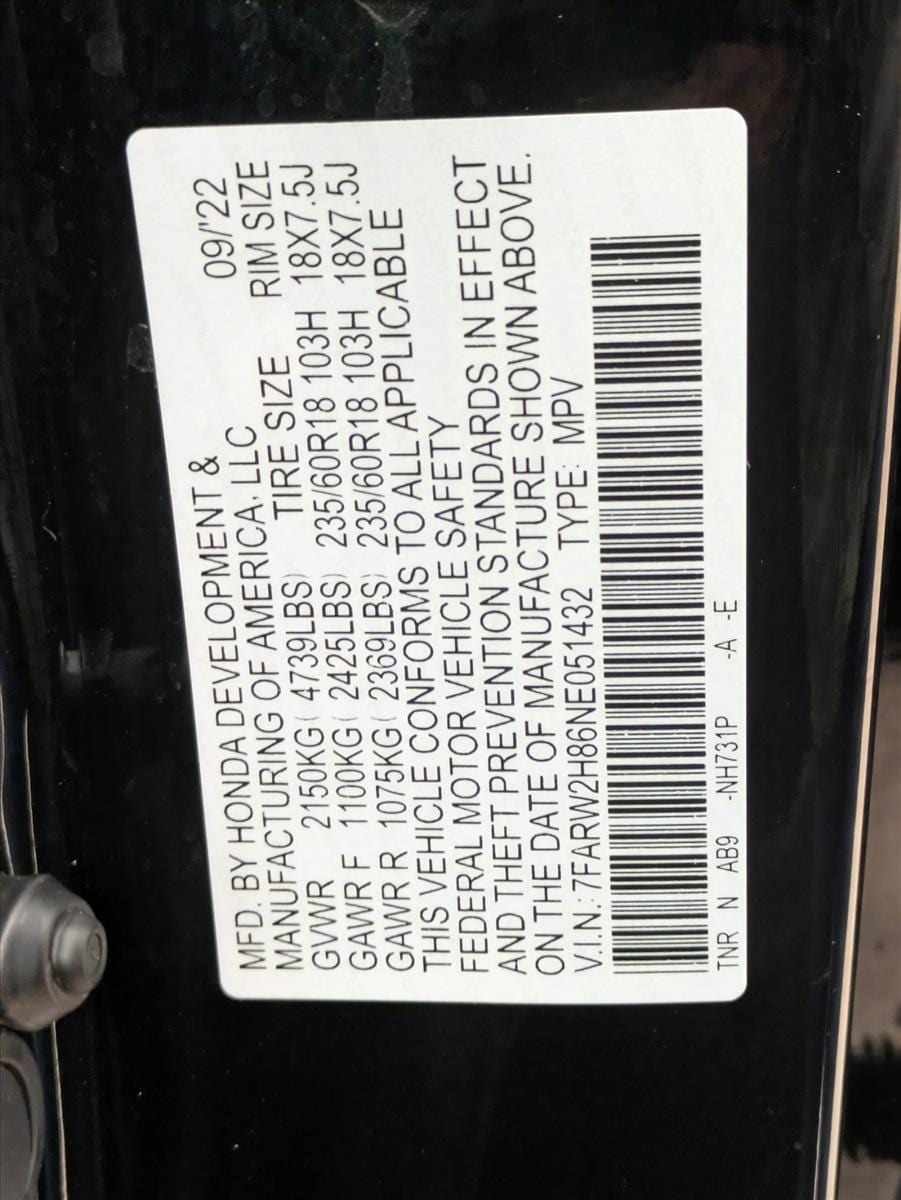 MFD. BY HONDA DEVELOPMENT & 09/'22
MANUFACTURING OF AMERICA, LLC RIM SIZE
TIRE SIZE
GVWR 2150KG ( 4739LBS) 235/60R18 103H 18X7.5J
GAWR F 1100KG ( 2425LBS) 235/60R18 103H 18X7.5J
GAWR R 1075KG ( 2369LBS)
THIS VEHICLE CONFORMS TO ALL APPLICABLE
FEDERAL MOTOR VEHICLE SAFETY
AND THEFT PREVENTION STANDARDS IN EFFECT
ON THE DATE OF MANUFACTURE SHOWN ABOVE.
V.I.N.: 7FARW2H86NE051432 TYPE: MPV
TNR N AB9 -NH731P -A -E